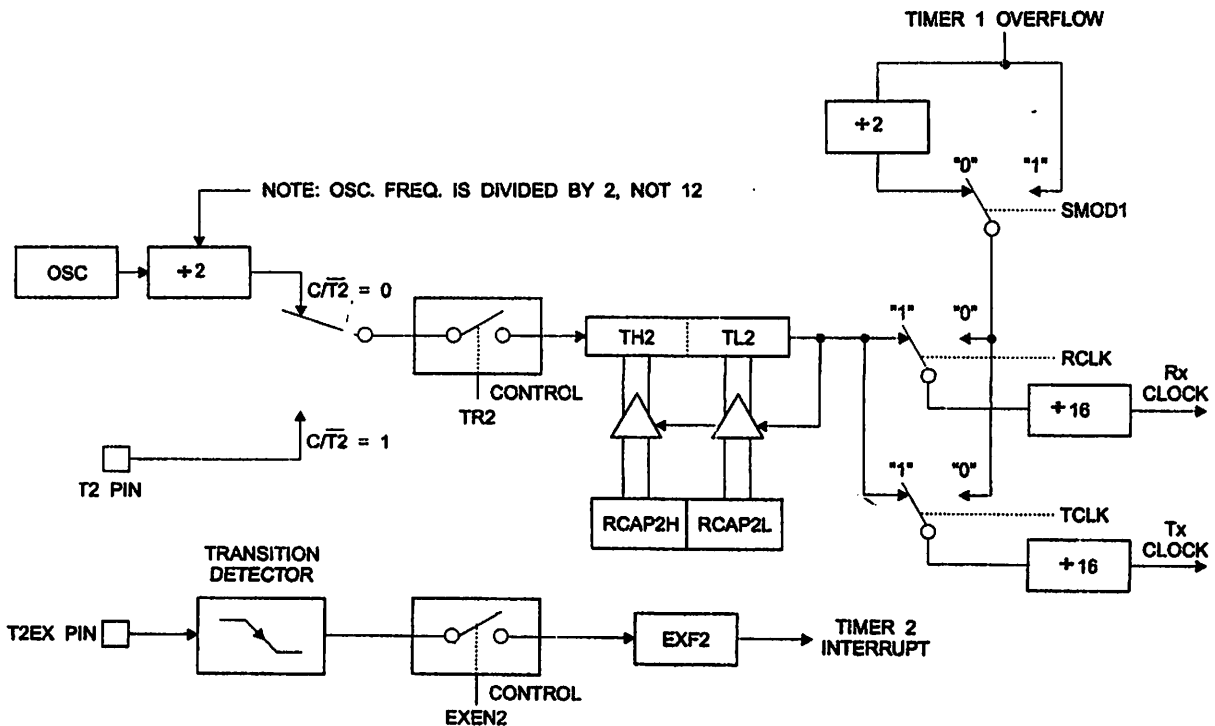 TIMER 1 OVERFLOW
÷2
"0"
"1"
NOTE: OSC. FREQ. IS DIVIDED BY 2, NOT 12
SMOD1
OSC
÷2
C/T2̅ = 0
TH2
TL2
"1"
"0"
RCLK
CONTROL
TR2
Rx
CLOCK
÷16
C/T2̅ = 1
T2 PIN
"1"
"0"
RCAP2H
RCAP2L
TCLK
Tx
CLOCK
÷16
TRANSITION
DETECTOR
T2EX PIN
EXF2
TIMER 2
INTERRUPT
CONTROL
EXEN2